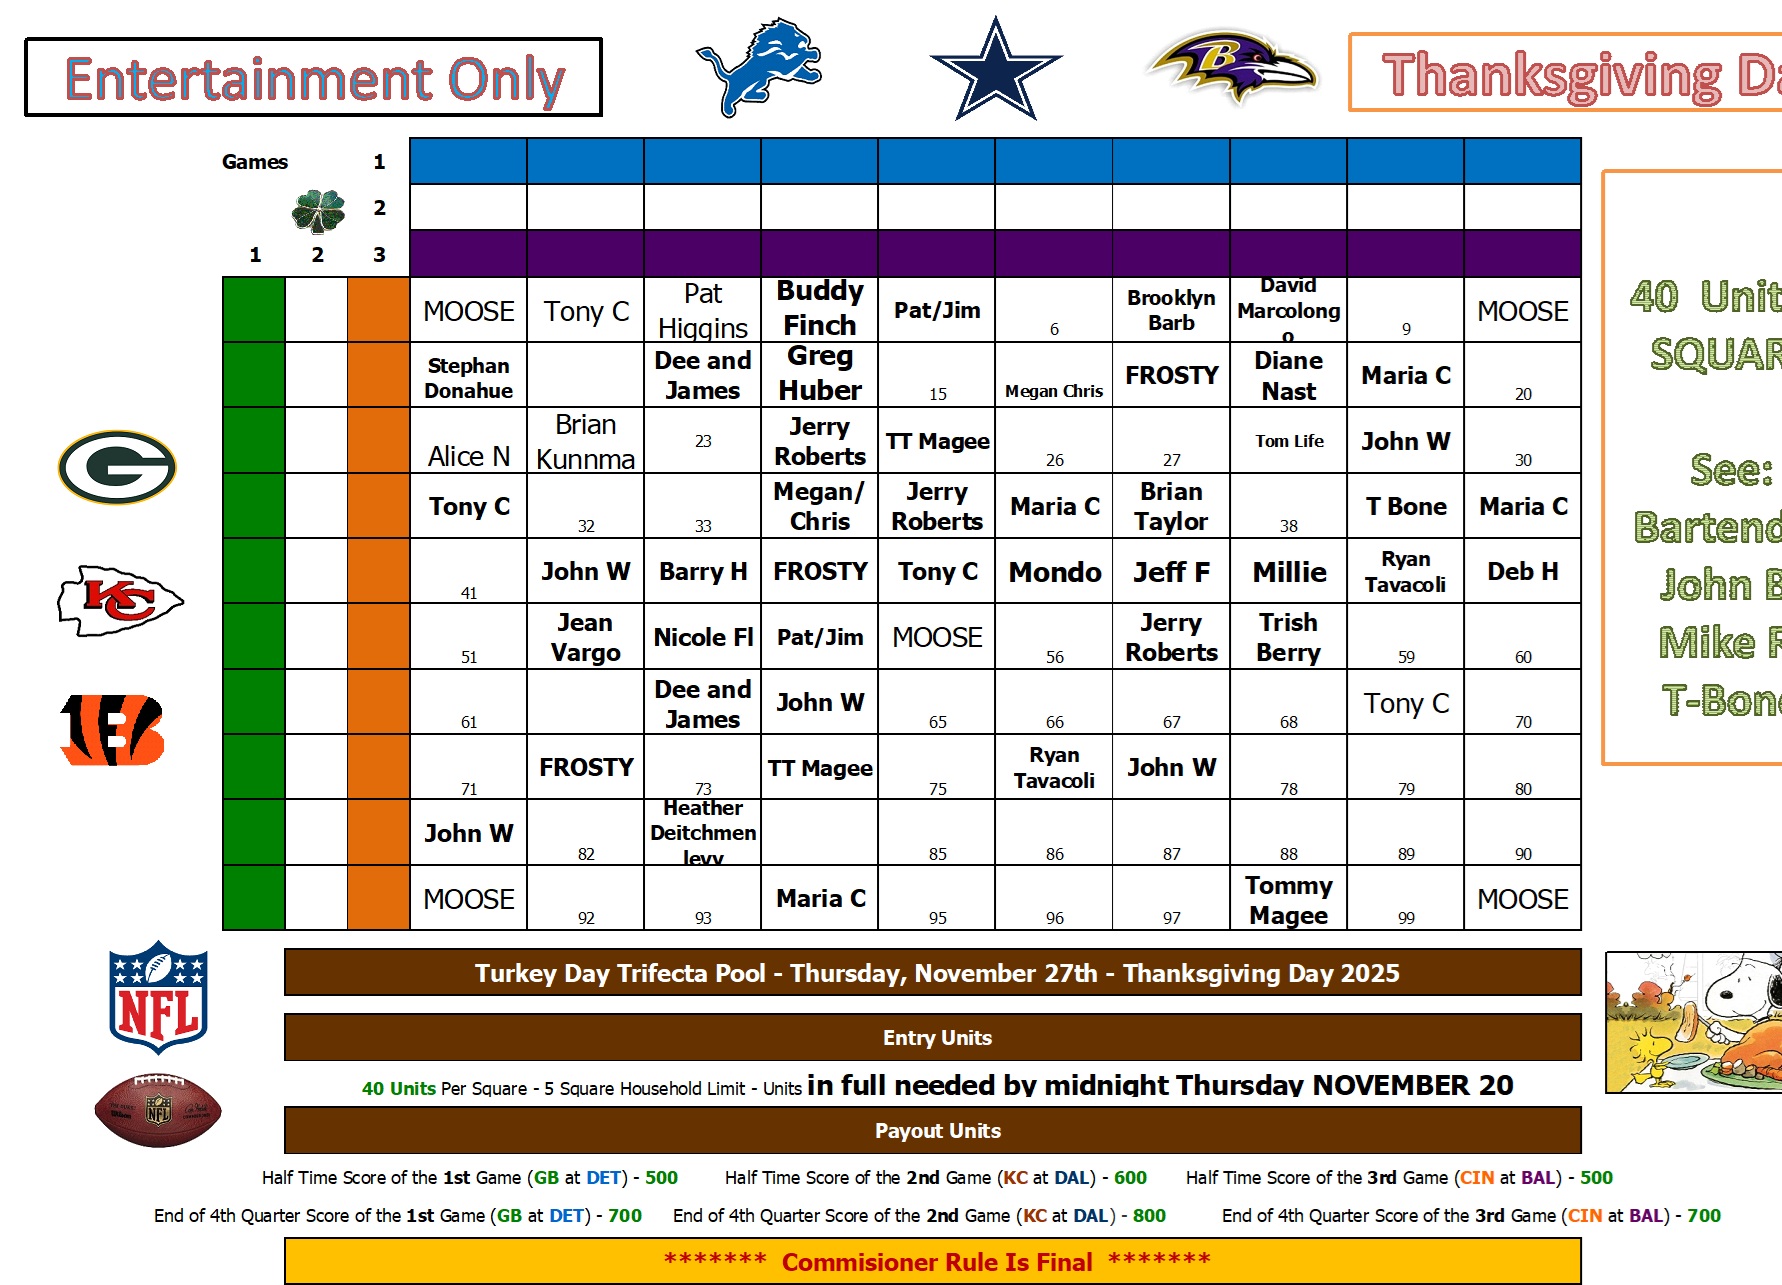 Entertainment Only
Thanksgiving Da
Games 1
2
1 2 3
MOOSE Tony C Pat Higgins Buddy Finch Pat/Jim 6 Brooklyn Barb David Marcolongo 9 MOOSE
Stephan Donahue Dee and James Greg Huber 15 Megan Chris FROSTY Diane Nast Maria C 20
Alice N Brian Kunnma 23 Jerry Roberts TT Magee 26 27 Tom Life John W 30
Tony C 32 33 Megan/ Chris Jerry Roberts Maria C Brian Taylor 38 T Bone Maria C
41 John W Barry H FROSTY Tony C Mondo Jeff F Millie Ryan Tavacoli Deb H
51 Jean Vargo Nicole Fl Pat/Jim MOOSE 56 Jerry Roberts Trish Berry 59 60
61 Dee and James John W 65 66 67 68 Tony C 70
71 FROSTY 73 TT Magee 75 Ryan Tavacoli John W 78 79 80
John W 82 Heather Deitchmen levy 85 86 87 88 89 90
MOOSE 92 93 Maria C 95 96 97 Tommy Magee 99 MOOSE
40 Unit
SQUAR
See:
Bartend
John B
Mike R
T-Bone
G
KC
B
B
NFL
NFL
Turkey Day Trifecta Pool - Thursday, November 27th - Thanksgiving Day 2025
Entry Units
40 Units Per Square - 5 Square Household Limit - Units in full needed by midnight Thursday NOVEMBER 20
Payout Units
Half Time Score of the 1st Game (GB at DET) - 500 Half Time Score of the 2nd Game (KC at DAL) - 600 Half Time Score of the 3rd Game (CIN at BAL) - 500
End of 4th Quarter Score of the 1st Game (GB at DET) - 700 End of 4th Quarter Score of the 2nd Game (KC at DAL) - 800 End of 4th Quarter Score of the 3rd Game (CIN at BAL) - 700
******* Commisioner Rule Is Final *******